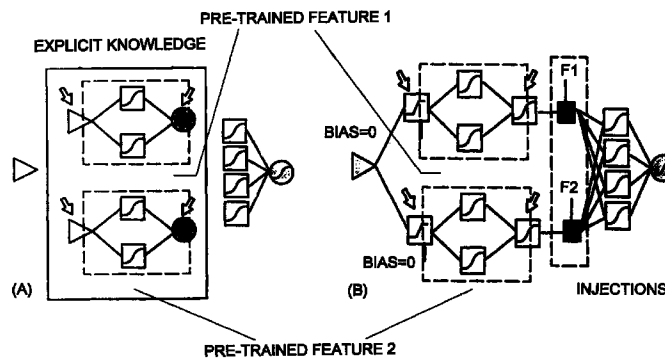 PRE-TRAINED FEATURE 1
EXPLICIT KNOWLEDGE
F1
BIAS=0
F2
BIAS=0
(A)
(B)
INJECTIONS
PRE-TRAINED FEATURE 2